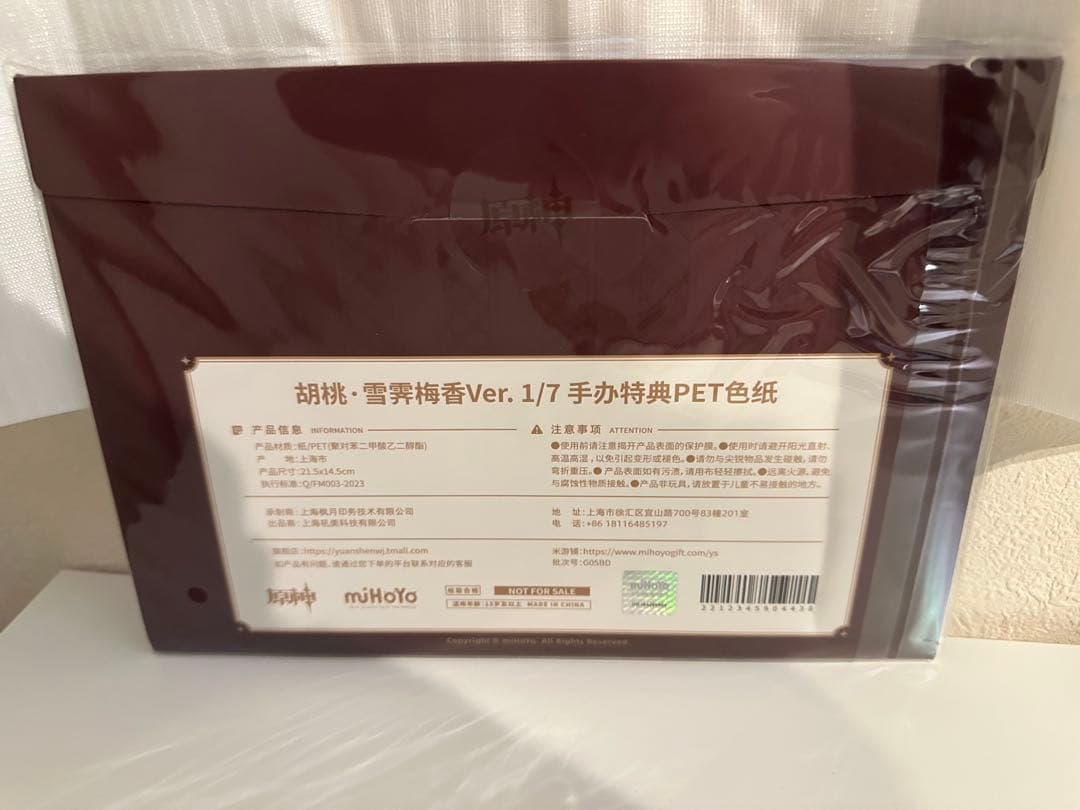 原神
胡桃·雪霁梅香Ver. 1/7 手办特典PET色纸
产品信息 INFORMATION
产品材质:纸/PET(聚对苯二甲酸乙二醇酯)
产 地:上海市
产品尺寸:21.5x14.5cm
执行标准:Q/FM003-2023
注意事项 ATTENTION
●使用前请注意揭开产品表面的保护膜。●使用时请避开阳光直射、
高温高湿,以免引起变形或褪色。●请勿与尖锐物品发生碰触,请勿
弯折重压。●产品表面如有污渍,请用布轻轻擦拭。●远离火源,避免
与腐蚀性物质接触。●产品非玩具,请放置于儿童不易接触的地方。
承制商:上海枫月印务技术有限公司
出品商:上海吼美科技有限公司
地 址:上海市徐汇区宜山路700号83幢201室
电 话:+86 18116485197
旗舰店:https://yuanshenwj.tmall.com
如产品有问题,请通过您下单的平台联系对应的客服
米游铺:https://www.mihoyogift.com/ys
批次号:G05BD
原神 miHoYo
检验合格 NOT FOR SALE
适用年龄 15岁及以上 MADE IN CHINA
miHoYo
2212345904438
Copyright © miHoYo. All Rights Reserved.